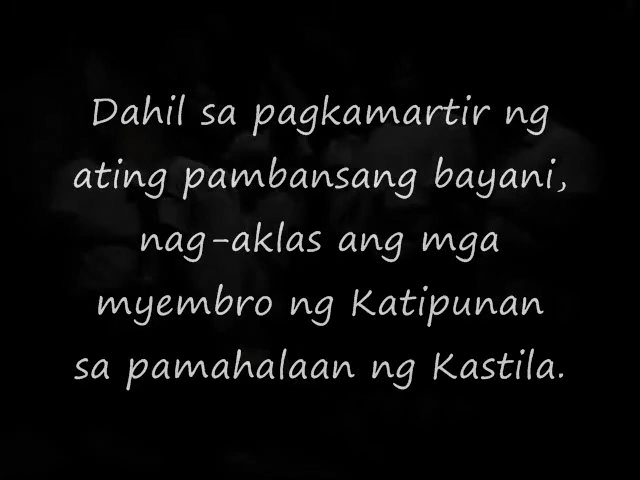 Dahil sa pagkamartir ng
ating pambansang bayani,
nag-aklas ang mga
myembro ng Katipunan
sa pamahalaan ng Kastila.